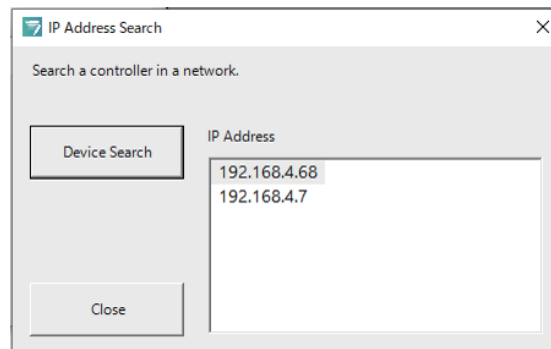 IP Address Search
Search a controller in a network.
Device Search
IP Address
192.168.4.68
192.168.4.7
Close